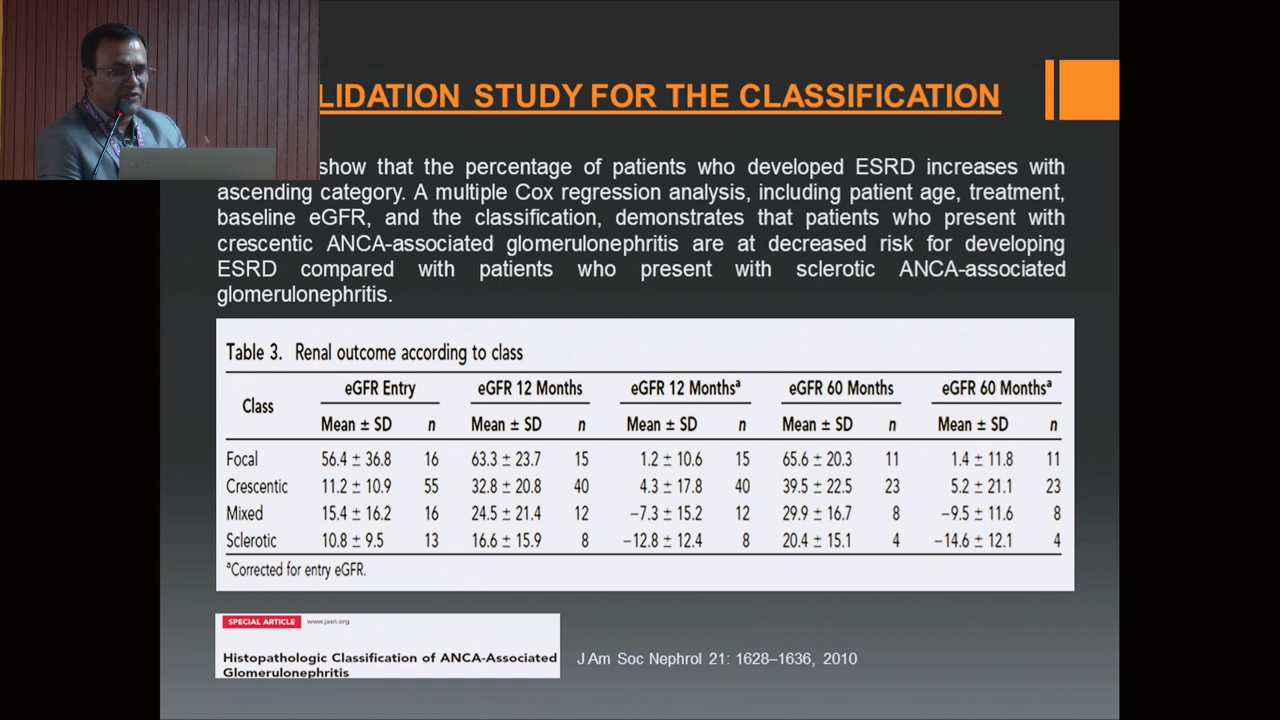 LIDATION STUDY FOR THE CLASSIFICATION
show that the percentage of patients who developed ESRD increases with
ascending category. A multiple Cox regression analysis, including patient age, treatment,
baseline eGFR, and the classification, demonstrates that patients who present with
crescentic ANCA-associated glomerulonephritis are at decreased risk for developing
ESRD compared with patients who present with sclerotic ANCA-associated
glomerulonephritis.
Table 3. Renal outcome according to class
Class eGFR Entry eGFR 12 Months eGFR 12 Monthsᵃ eGFR 60 Months eGFR 60 Monthsᵃ
Mean ± SD n Mean ± SD n Mean ± SD n Mean ± SD n Mean ± SD n
Focal 56.4 ± 36.8 16 63.3 ± 23.7 15 1.2 ± 10.6 15 65.6 ± 20.3 11 1.4 ± 11.8 11
Crescentic 11.2 ± 10.9 55 32.8 ± 20.8 40 4.3 ± 17.8 40 39.5 ± 22.5 23 5.2 ± 21.1 23
Mixed 15.4 ± 16.2 16 24.5 ± 21.4 12 −7.3 ± 15.2 12 29.9 ± 16.7 8 −9.5 ± 11.6 8
Sclerotic 10.8 ± 9.5 13 16.6 ± 15.9 8 −12.8 ± 12.4 8 20.4 ± 15.1 4 −14.6 ± 12.1 4
ᵃCorrected for entry eGFR.
SPECIAL ARTICLE www.jasn.org
Histopathologic Classification of ANCA-Associated
Glomerulonephritis
J Am Soc Nephrol 21: 1628–1636, 2010